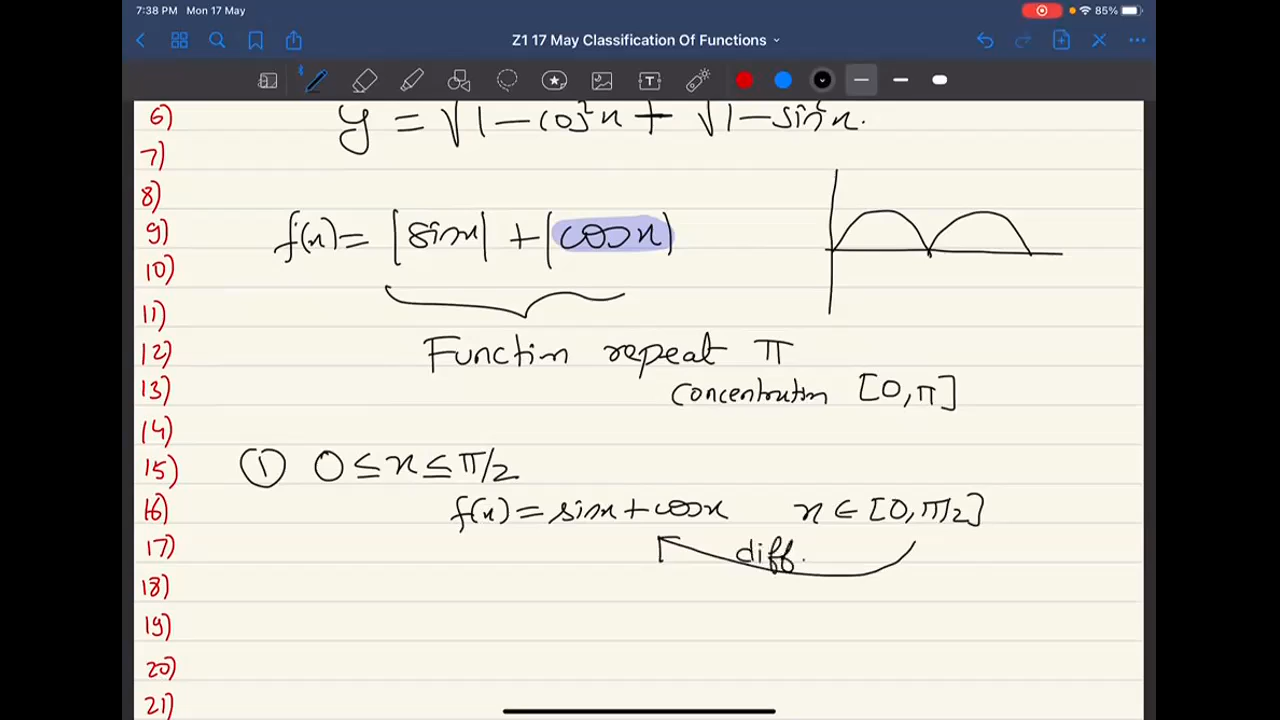 7:38 PM Mon 17 May
85%
Z1 17 May Classification Of Functions
6) y = √1 − cos²x + √1 − sin²x.
7)
8)
9) f(x) = |sinx| + |cosx|
10)
11)
12) Function repeat π
13) Concentration [0, π]
14)
15) ① 0 ≤ x ≤ π/2
16) f(x) = sinx + cosx x ∈ [0, π/2]
17) diff.
18)
19)
20)
21)